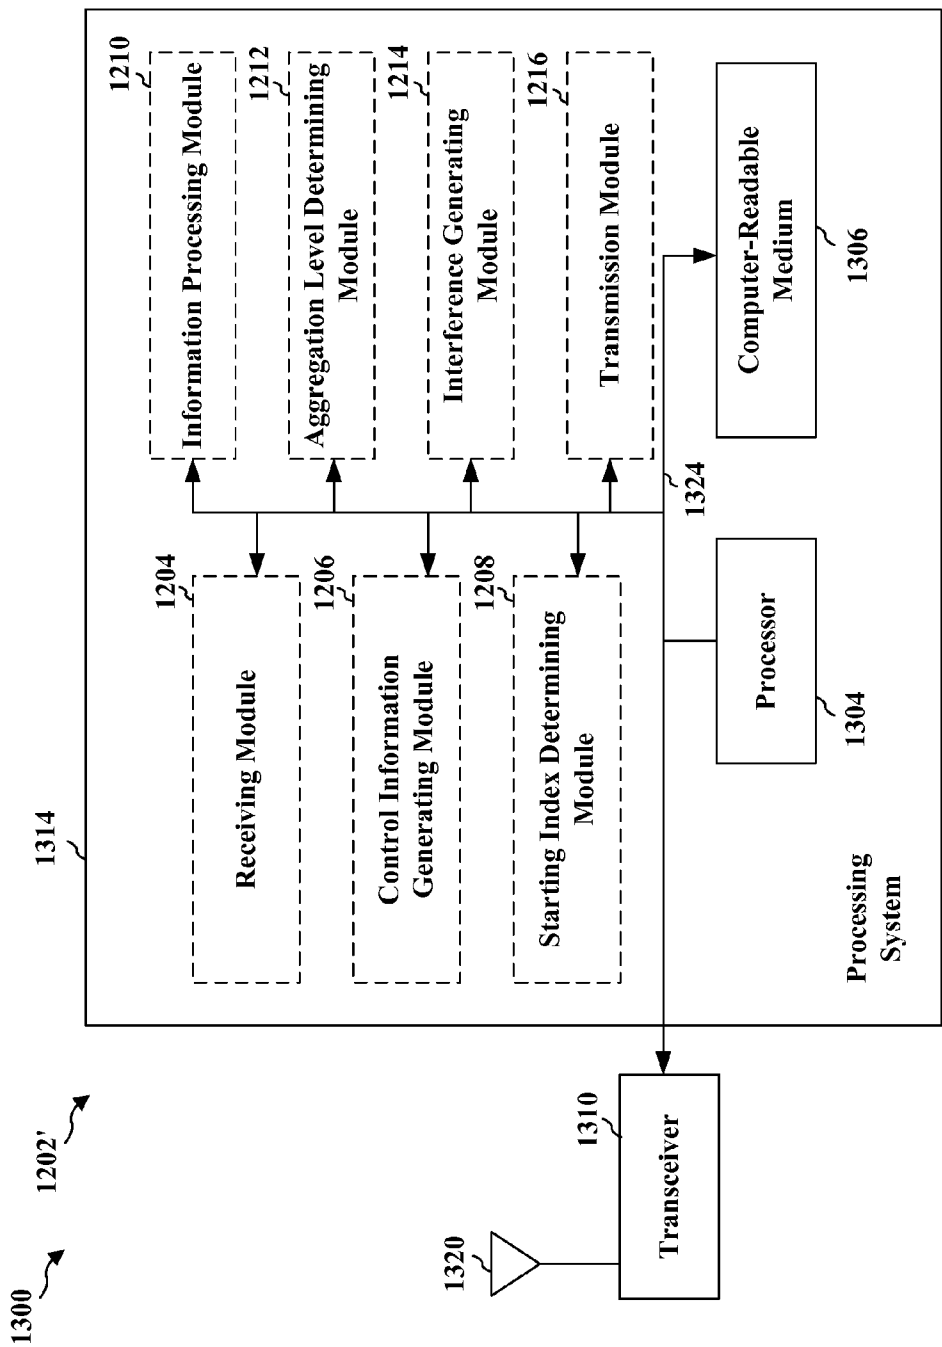 1300
1202'
1314
1204
Receiving Module
1210
Information Processing Module
1206
Control Information
Generating Module
1212
Aggregation Level Determining
Module
1208
Starting Index Determining
Module
1214
Interference Generating
Module
1216
Transmission Module
1324
1320
1310
Transceiver
Processor
1304
Computer-Readable
Medium
1306
Processing
System